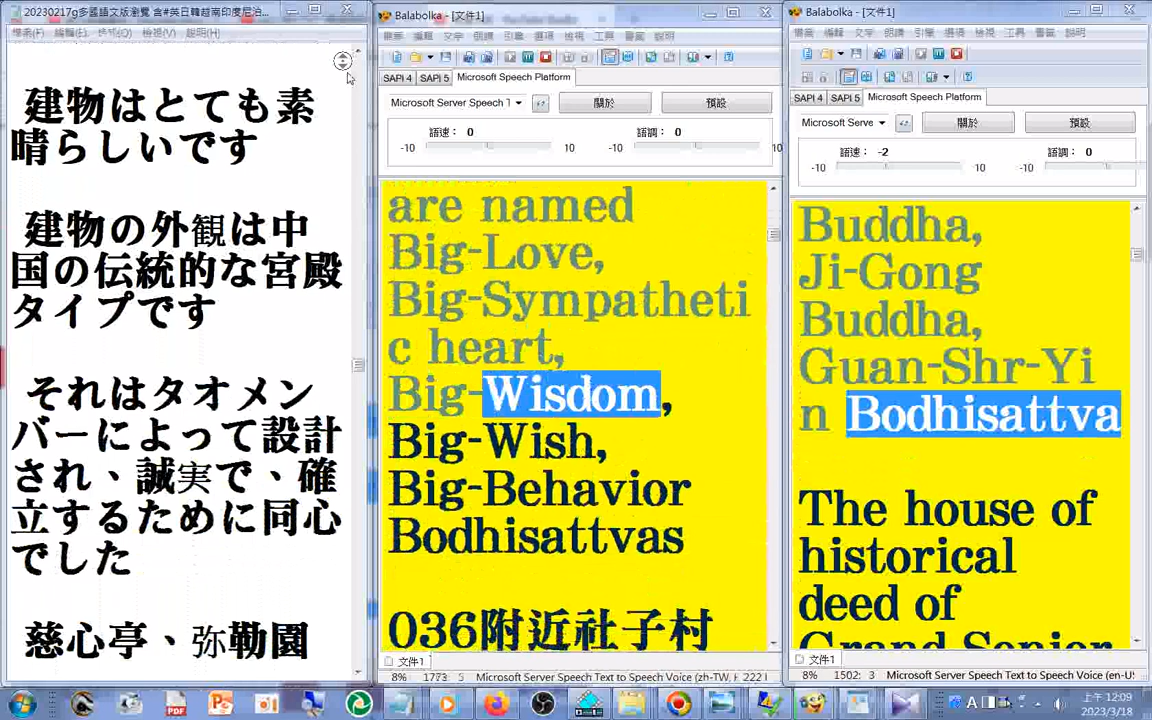 20230217g多國語文版瀏覽 含#英日韓越南印度尼泊...
建物はとても素
晴らしいです
建物の外観は中
国の伝統的な宮殿
タイプです
それはタオメン
バーによって設計
され、誠実で、確
立するために同心
でした
慈心亭、弥勒園
Balabolka - [文件1]
SAPI 4 SAPI 5 Microsoft Speech Platform
Microsoft Server Speech T 關於 預設
語速: 0 語調: 0
-10 10 -10 10
are named
Big-Love,
Big-Sympatheti
c heart,
Big-Wisdom,
Big-Wish,
Big-Behavior
Bodhisattvas
036附近社子村
文件1
8% 1773: 5 Microsoft Server Speech Text to Speech Voice (zh-TW, H 222 I
Balabolka - [文件1]
SAPI 4 SAPI 5 Microsoft Speech Platform
Microsoft Serve 關於 預設
語速: -2 語調: 0
-10 10 -10
Buddha,
Ji-Gong
Buddha,
Guan-Shr-Yi
n Bodhisattva
The house of
historical
deed of
Grand Senior
文件1
8% 1502: 3 Microsoft Server Speech Text to Speech Voice (en-US
上午 12:09
2023/3/18